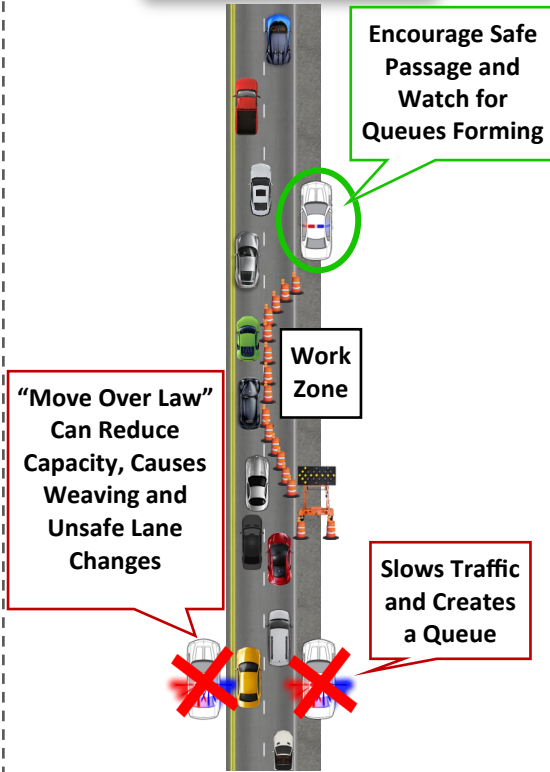 Encourage Safe
Passage and
Watch for
Queues Forming
Work
Zone
“Move Over Law”
Can Reduce
Capacity, Causes
Weaving and
Unsafe Lane
Changes
Slows Traffic
and Creates
a Queue